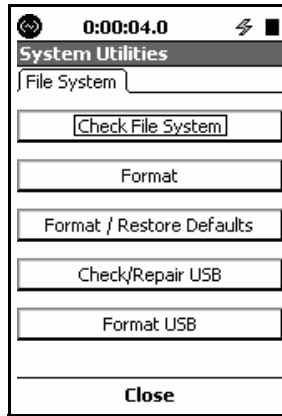 0:00:04.0
System Utilities
File System
Check File System
Format
Format / Restore Defaults
Check/Repair USB
Format USB
Close